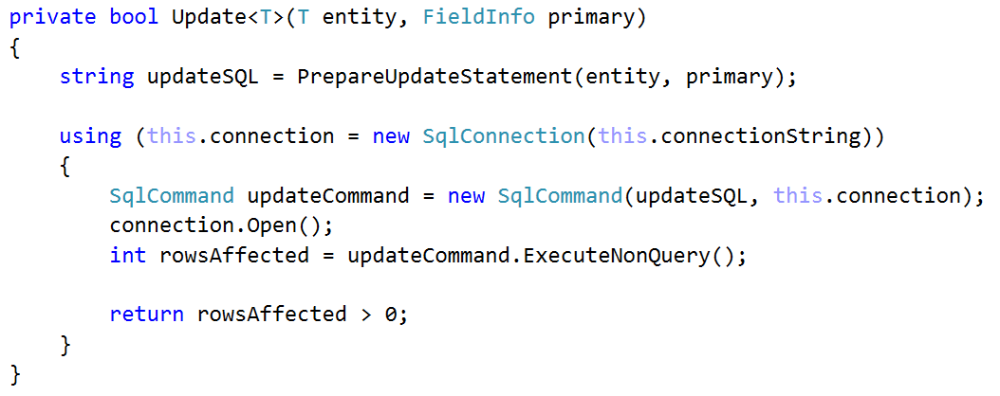 private bool Update<T>(T entity, FieldInfo primary)
{
    string updateSQL = PrepareUpdateStatement(entity, primary);

    using (this.connection = new SqlConnection(this.connectionString))
    {
        SqlCommand updateCommand = new SqlCommand(updateSQL, this.connection);
        connection.Open();
        int rowsAffected = updateCommand.ExecuteNonQuery();

        return rowsAffected > 0;
    }
}